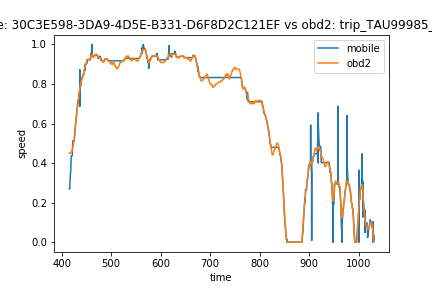 e: 30C3E598-3DA9-4D5E-B331-D6F8D2C121EF vs obd2: trip_TAU99985_
mobile
obd2
1.0
0.8
0.6
0.4
0.2
0.0
speed
400 500 600 700 800 900 1000
time